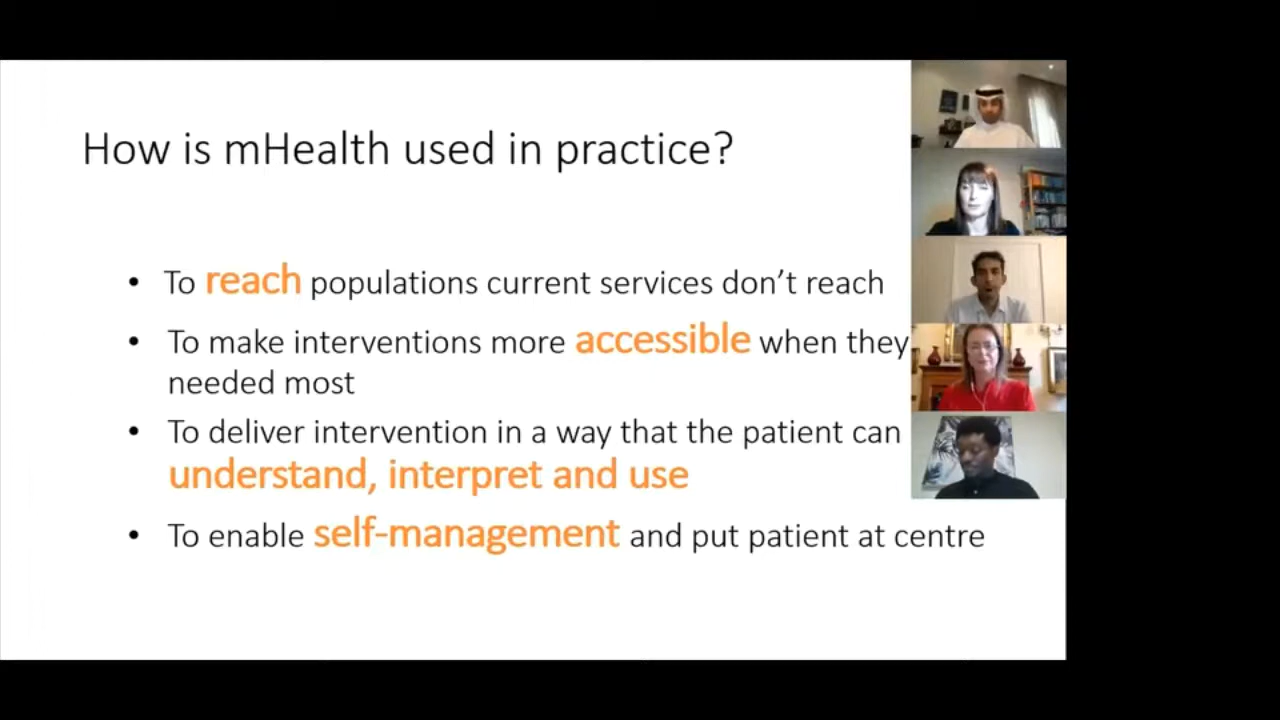 How is mHealth used in practice?
• To reach populations current services don't reach
• To make interventions more accessible when they
needed most
• To deliver intervention in a way that the patient can
understand, interpret and use
• To enable self-management and put patient at centre